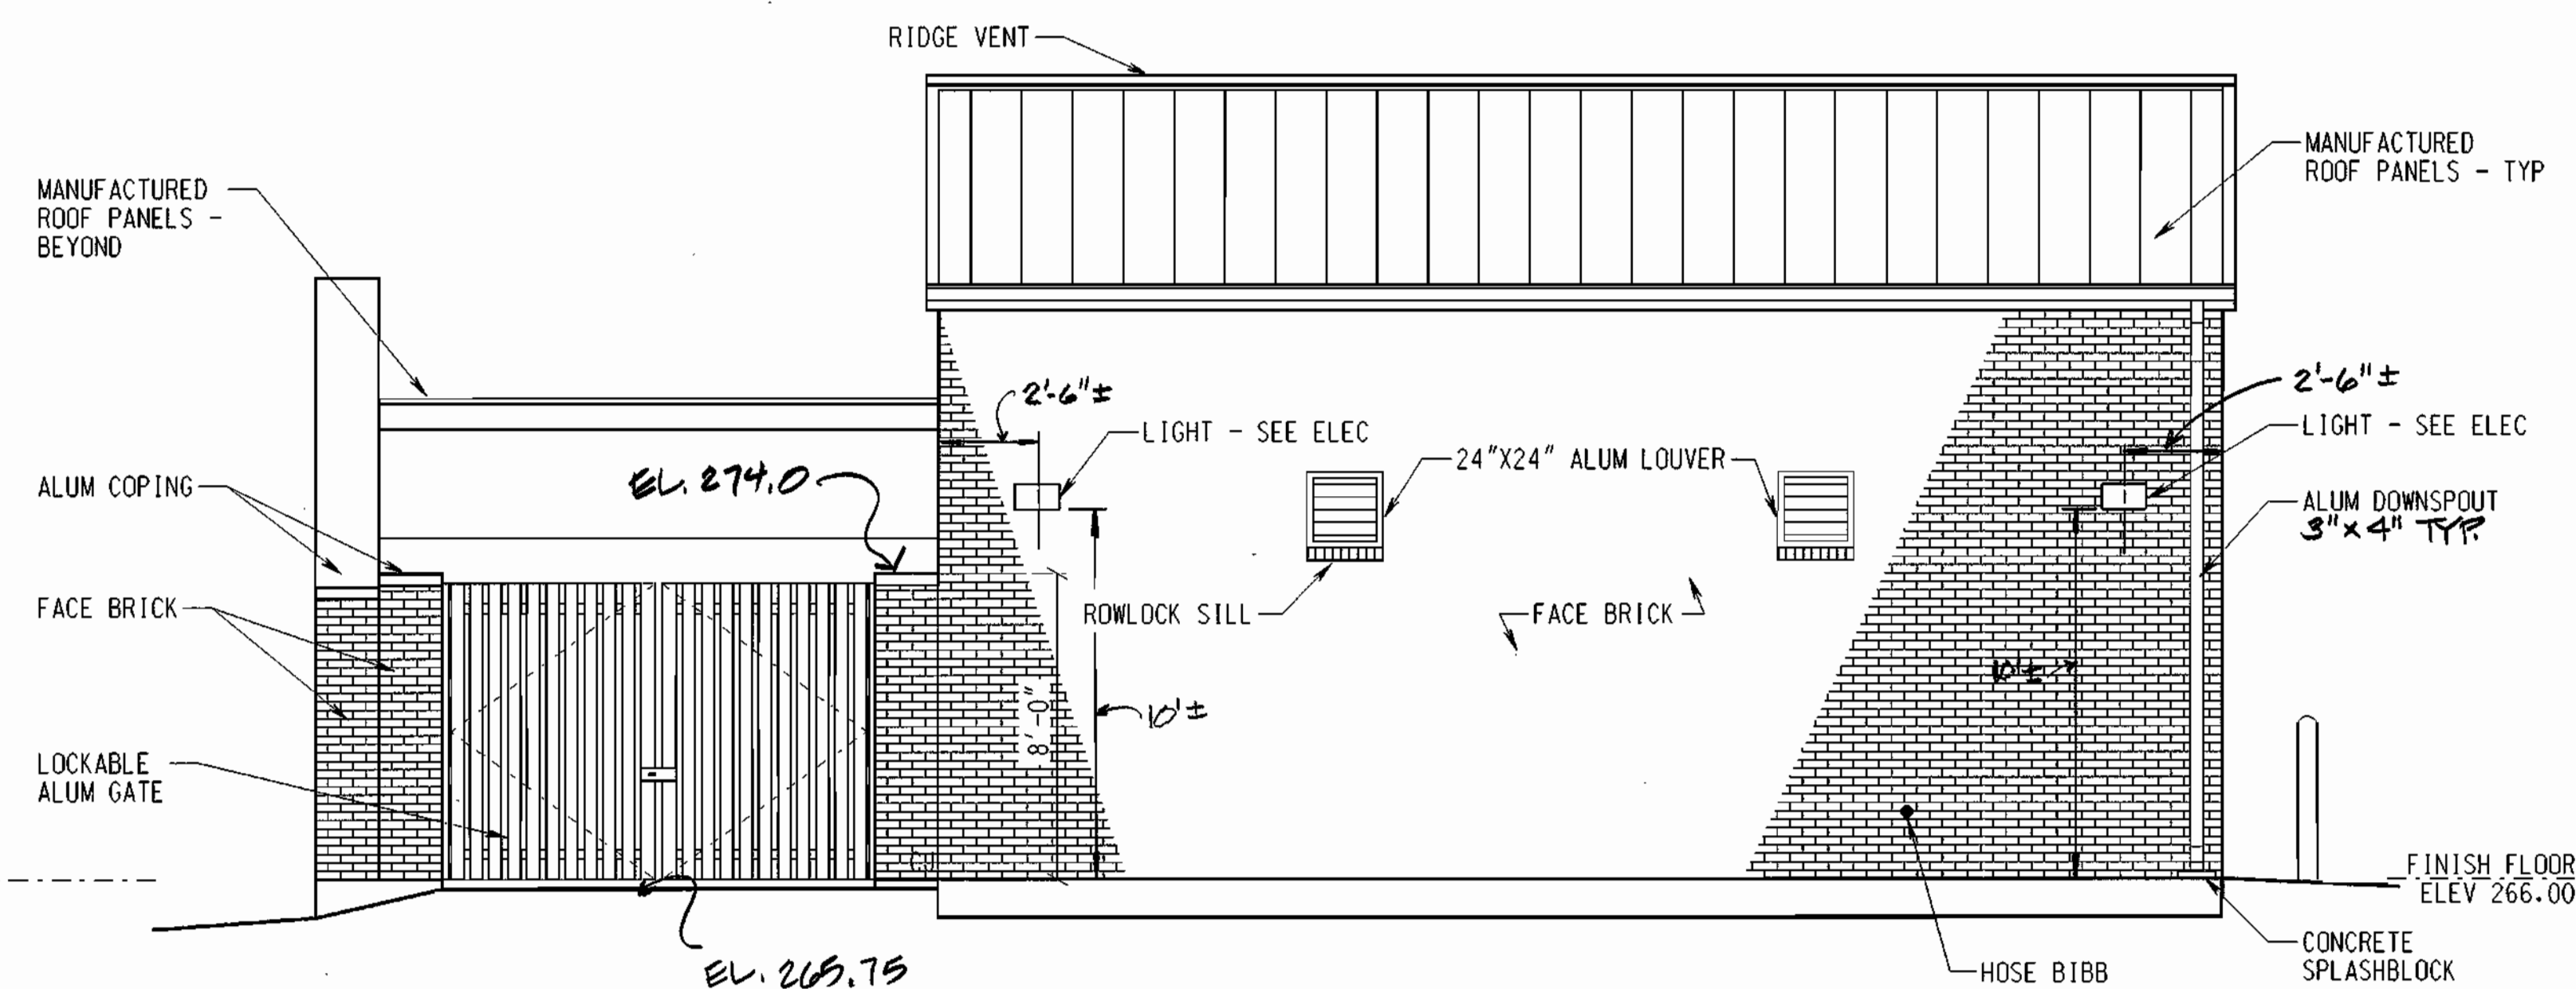 RIDGE VENT
MANUFACTURED
ROOF PANELS - TYP
MANUFACTURED
ROOF PANELS -
BEYOND
2'-6"±
2'-6"±
LIGHT - SEE ELEC
LIGHT - SEE ELEC
24"X24" ALUM LOUVER
EL. 274.0
ALUM COPING
ALUM DOWNSPOUT
3"x4" TYP.
FACE BRICK
ROWLOCK SILL
FACE BRICK
10'±
8'-0"
10'±
LOCKABLE
ALUM GATE
CJ
FINISH FLOOR
ELEV 266.00
CONCRETE
SPLASHBLOCK
HOSE BIBB
EL. 265.75